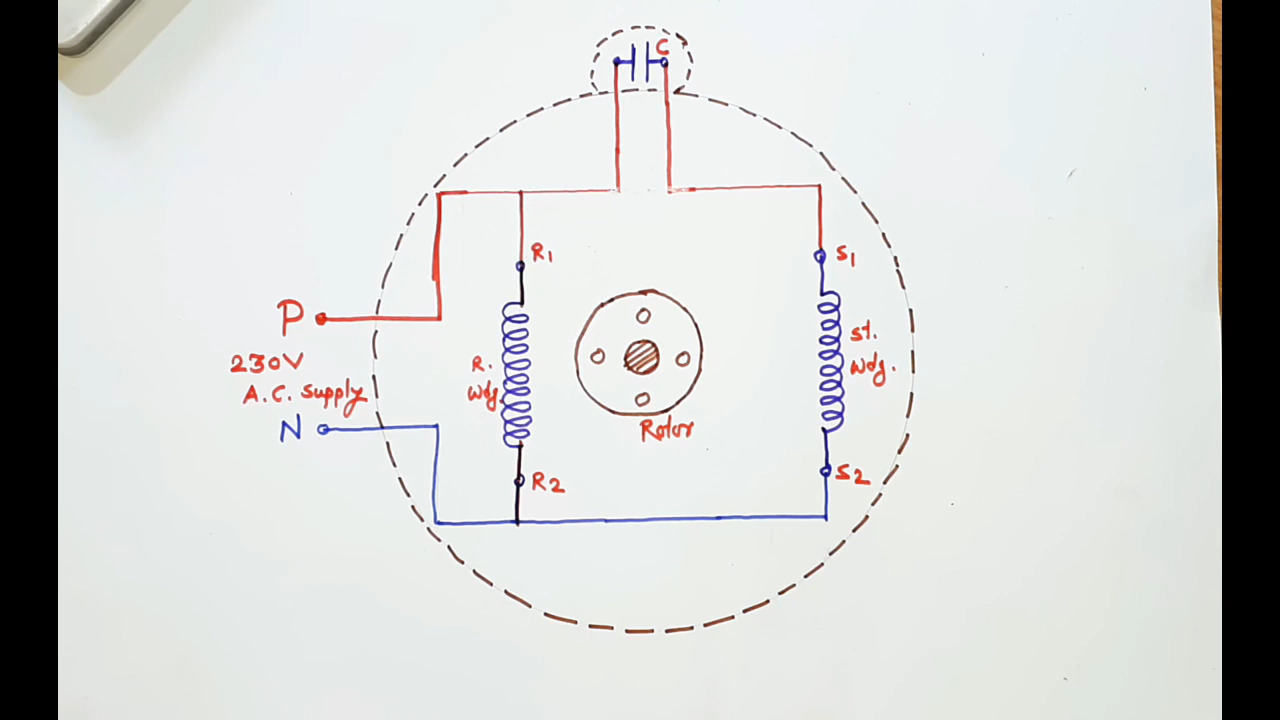 C
R1
S1
P
230V
A.C. Supply
N
R.
Wdg.
St.
Wdg.
Rotor
R2
S2